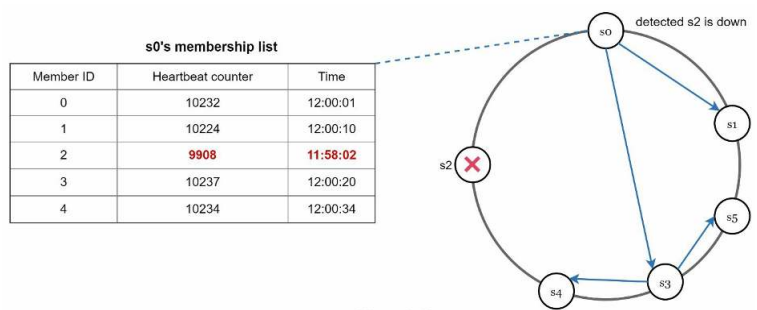 s0's membership list
Member ID Heartbeat counter Time
0 10232 12:00:01
1 10224 12:00:10
2 9908 11:58:02
3 10237 12:00:20
4 10234 12:00:34
detected s2 is down
s0
s1
s2
s5
s3
s4